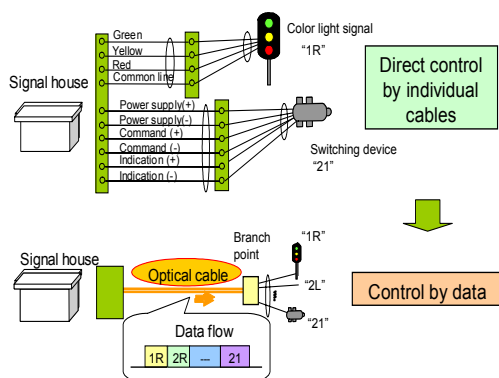 Green
Yellow
Red
Common line
Color light signal
"1R"
Signal house
Direct control
by individual
cables
Power supply(+)
Power supply(-)
Command (+)
Command (-)
Indication (+)
Indication (-)
Switching device
"21"
Signal house
Optical cable
Branch
point
"1R"
"2L"
"21"
Control by data
Data flow
1R 2R --- 21